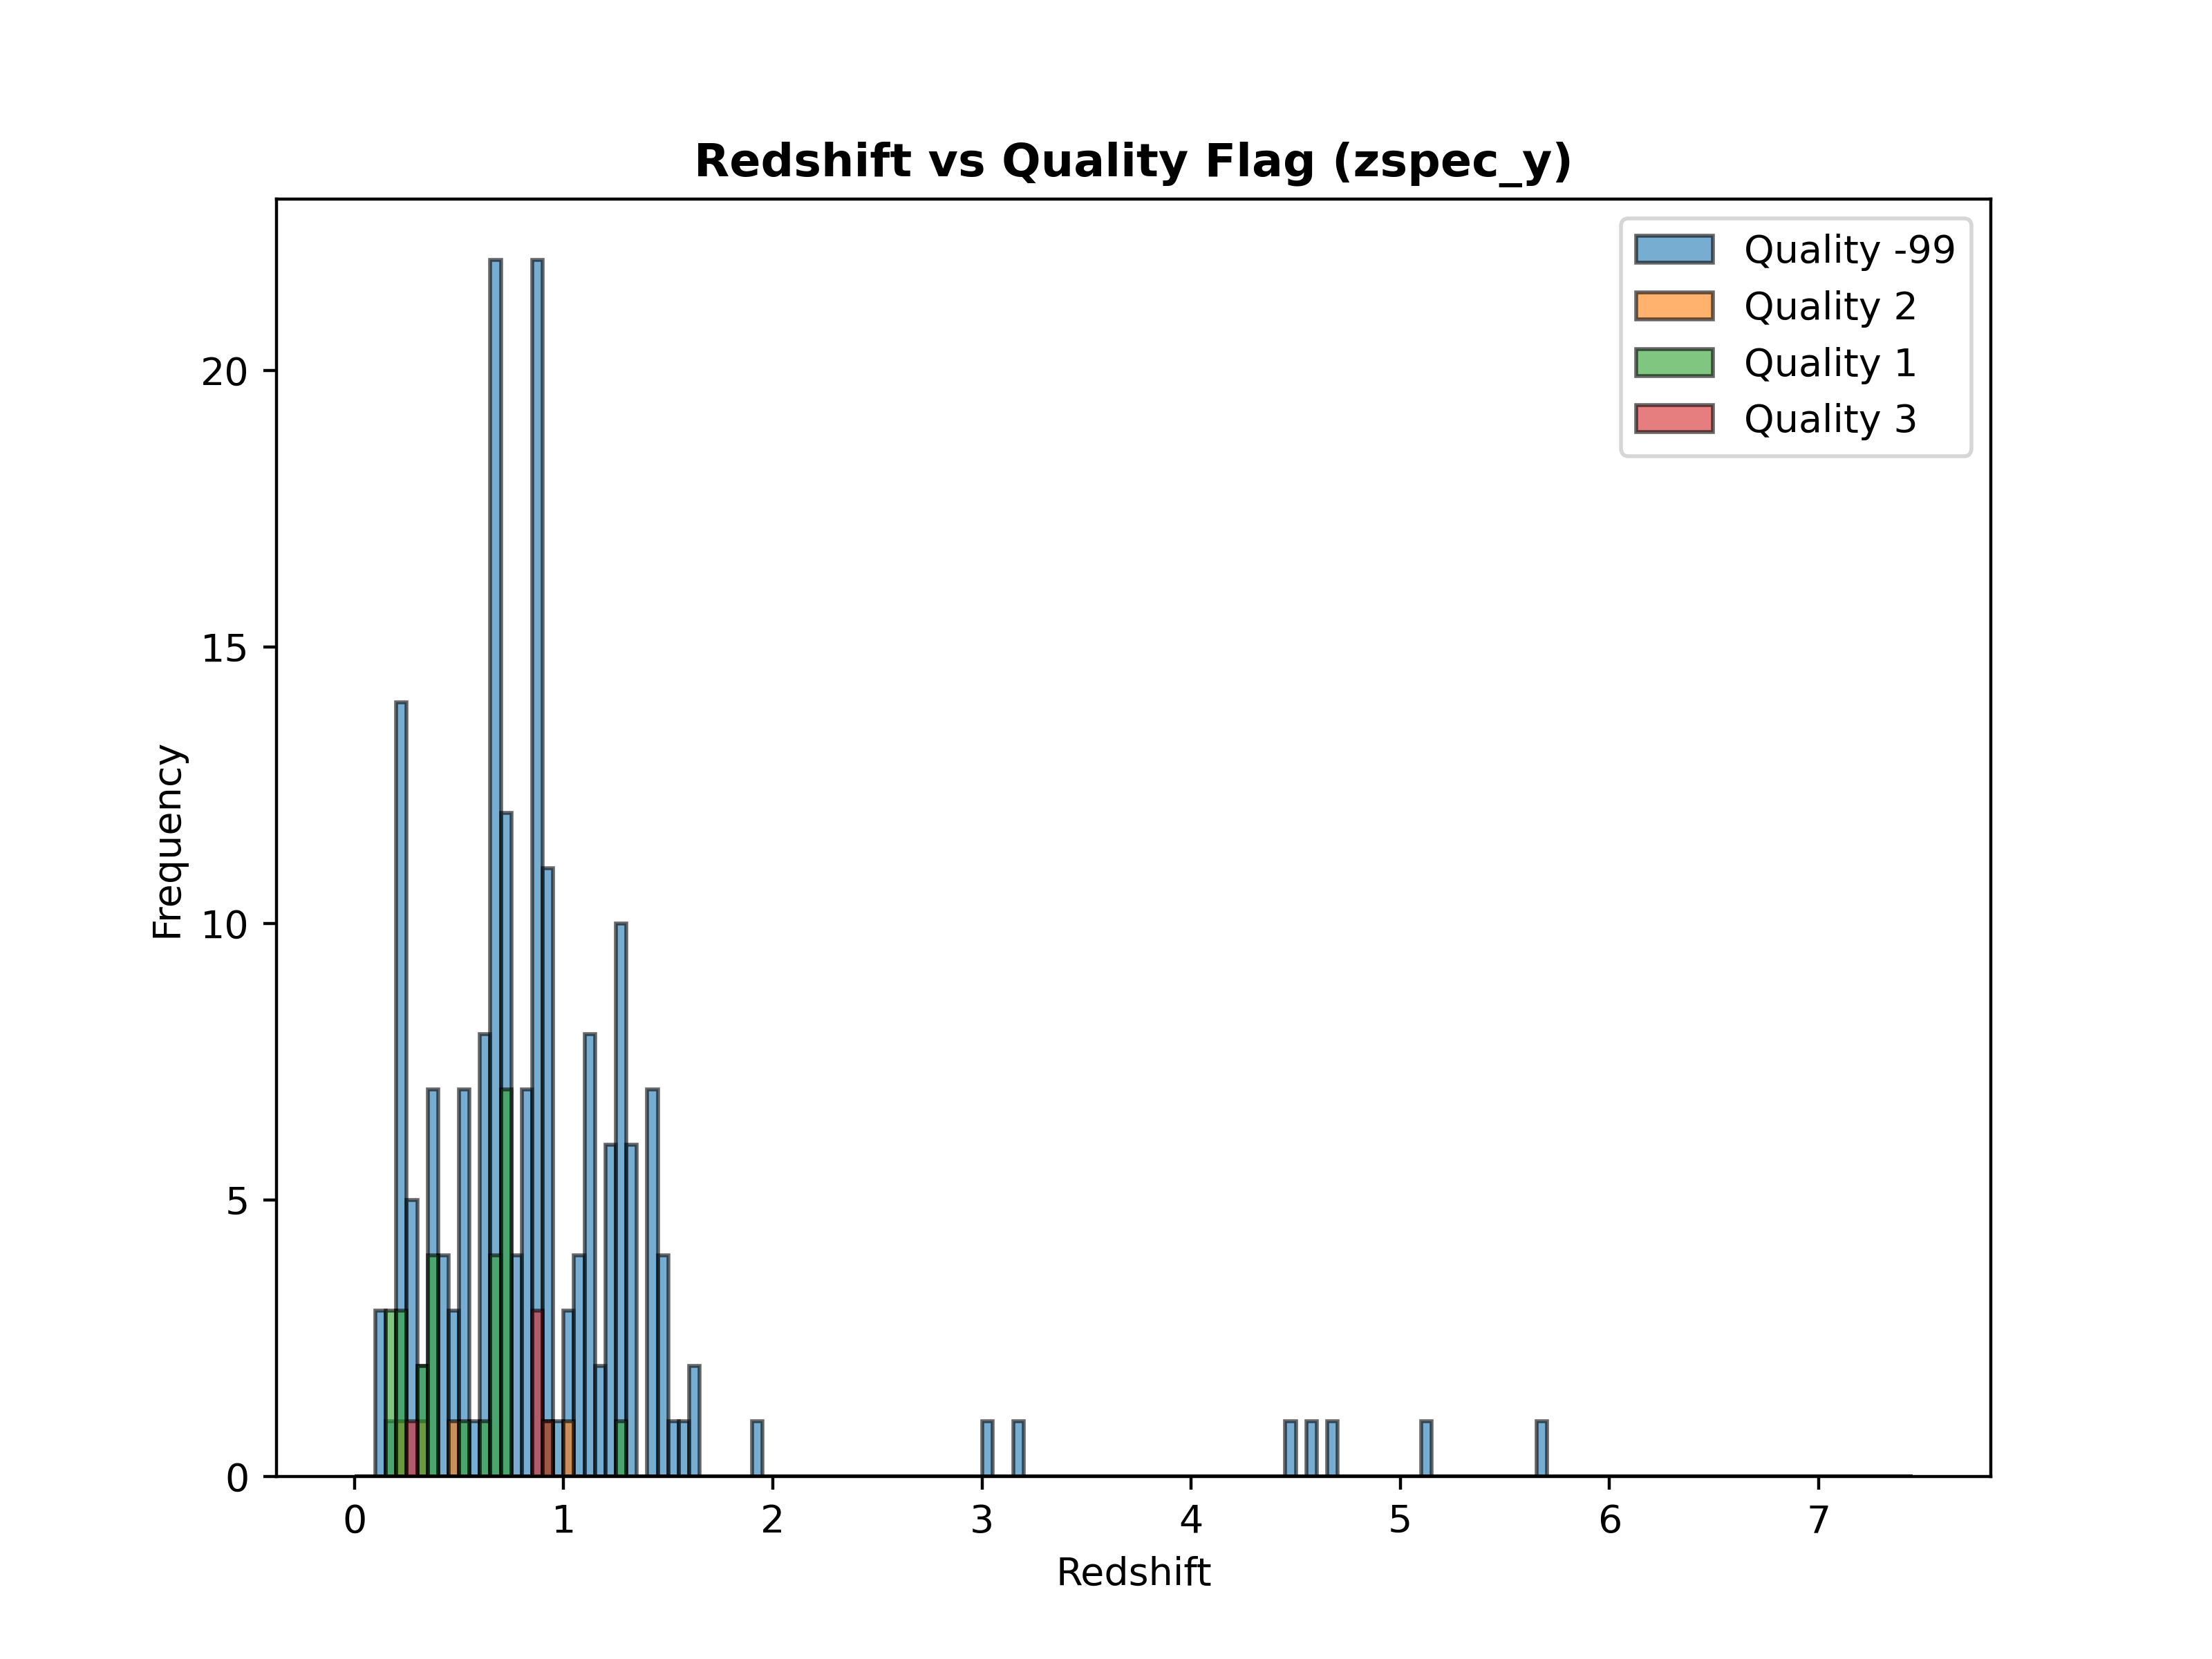 Redshift vs Quality Flag (zspec_y)
Quality -99
Quality 2
Quality 1
Quality 3
Frequency
20
15
10
5
0
0 1 2 3 4 5 6 7
Redshift